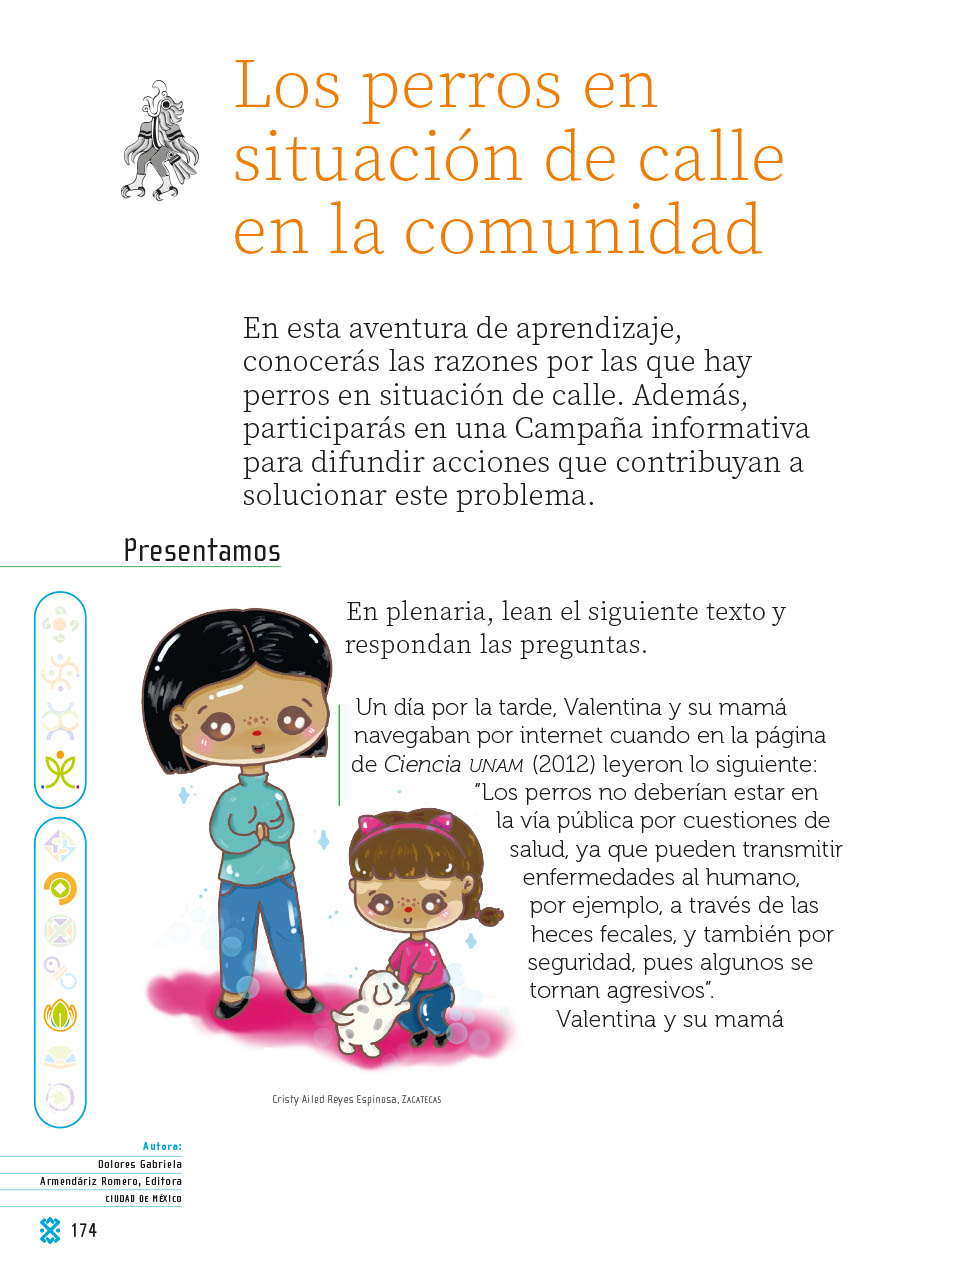 Los perros en
situación de calle
en la comunidad
En esta aventura de aprendizaje,
conocerás las razones por las que hay
perros en situación de calle. Además,
participarás en una Campaña informativa
para difundir acciones que contribuyan a
solucionar este problema.
Presentamos
En plenaria, lean el siguiente texto y
respondan las preguntas.
Un día por la tarde, Valentina y su mamá
navegaban por internet cuando en la página
de Ciencia UNAM (2012) leyeron lo siguiente:
“Los perros no deberían estar en
la vía pública por cuestiones de
salud, ya que pueden transmitir
enfermedades al humano,
por ejemplo, a través de las
heces fecales, y también por
seguridad, pues algunos se
tornan agresivos”.
Valentina y su mamá
Cristy Ailed Reyes Espinosa, ZACATECAS
Autora:
Dolores Gabriela
Armendáriz Romero, Editora
CIUDAD DE MÉXICO
174